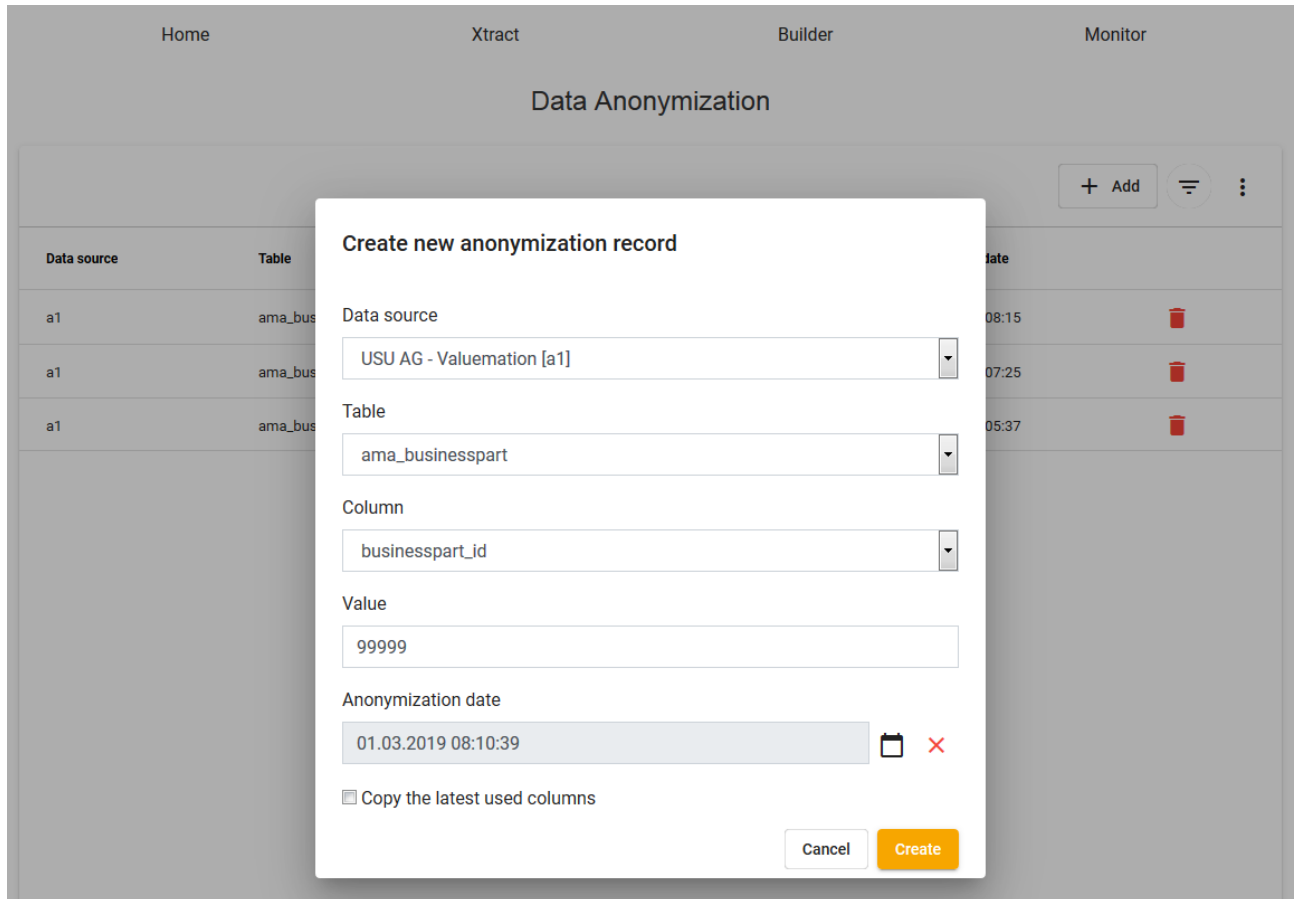 Home Xtract Builder Monitor
Data Anonymization
Add
Create new anonymization record
Data source Table date
a1 ama_bus 08:15
Data source
USU AG - Valuemation [a1]
a1 ama_bus 07:25
Table
a1 ama_bus 05:37
ama_businesspart
Column
businesspart_id
Value
99999
Anonymization date
01.03.2019 08:10:39
Copy the latest used columns
Cancel Create